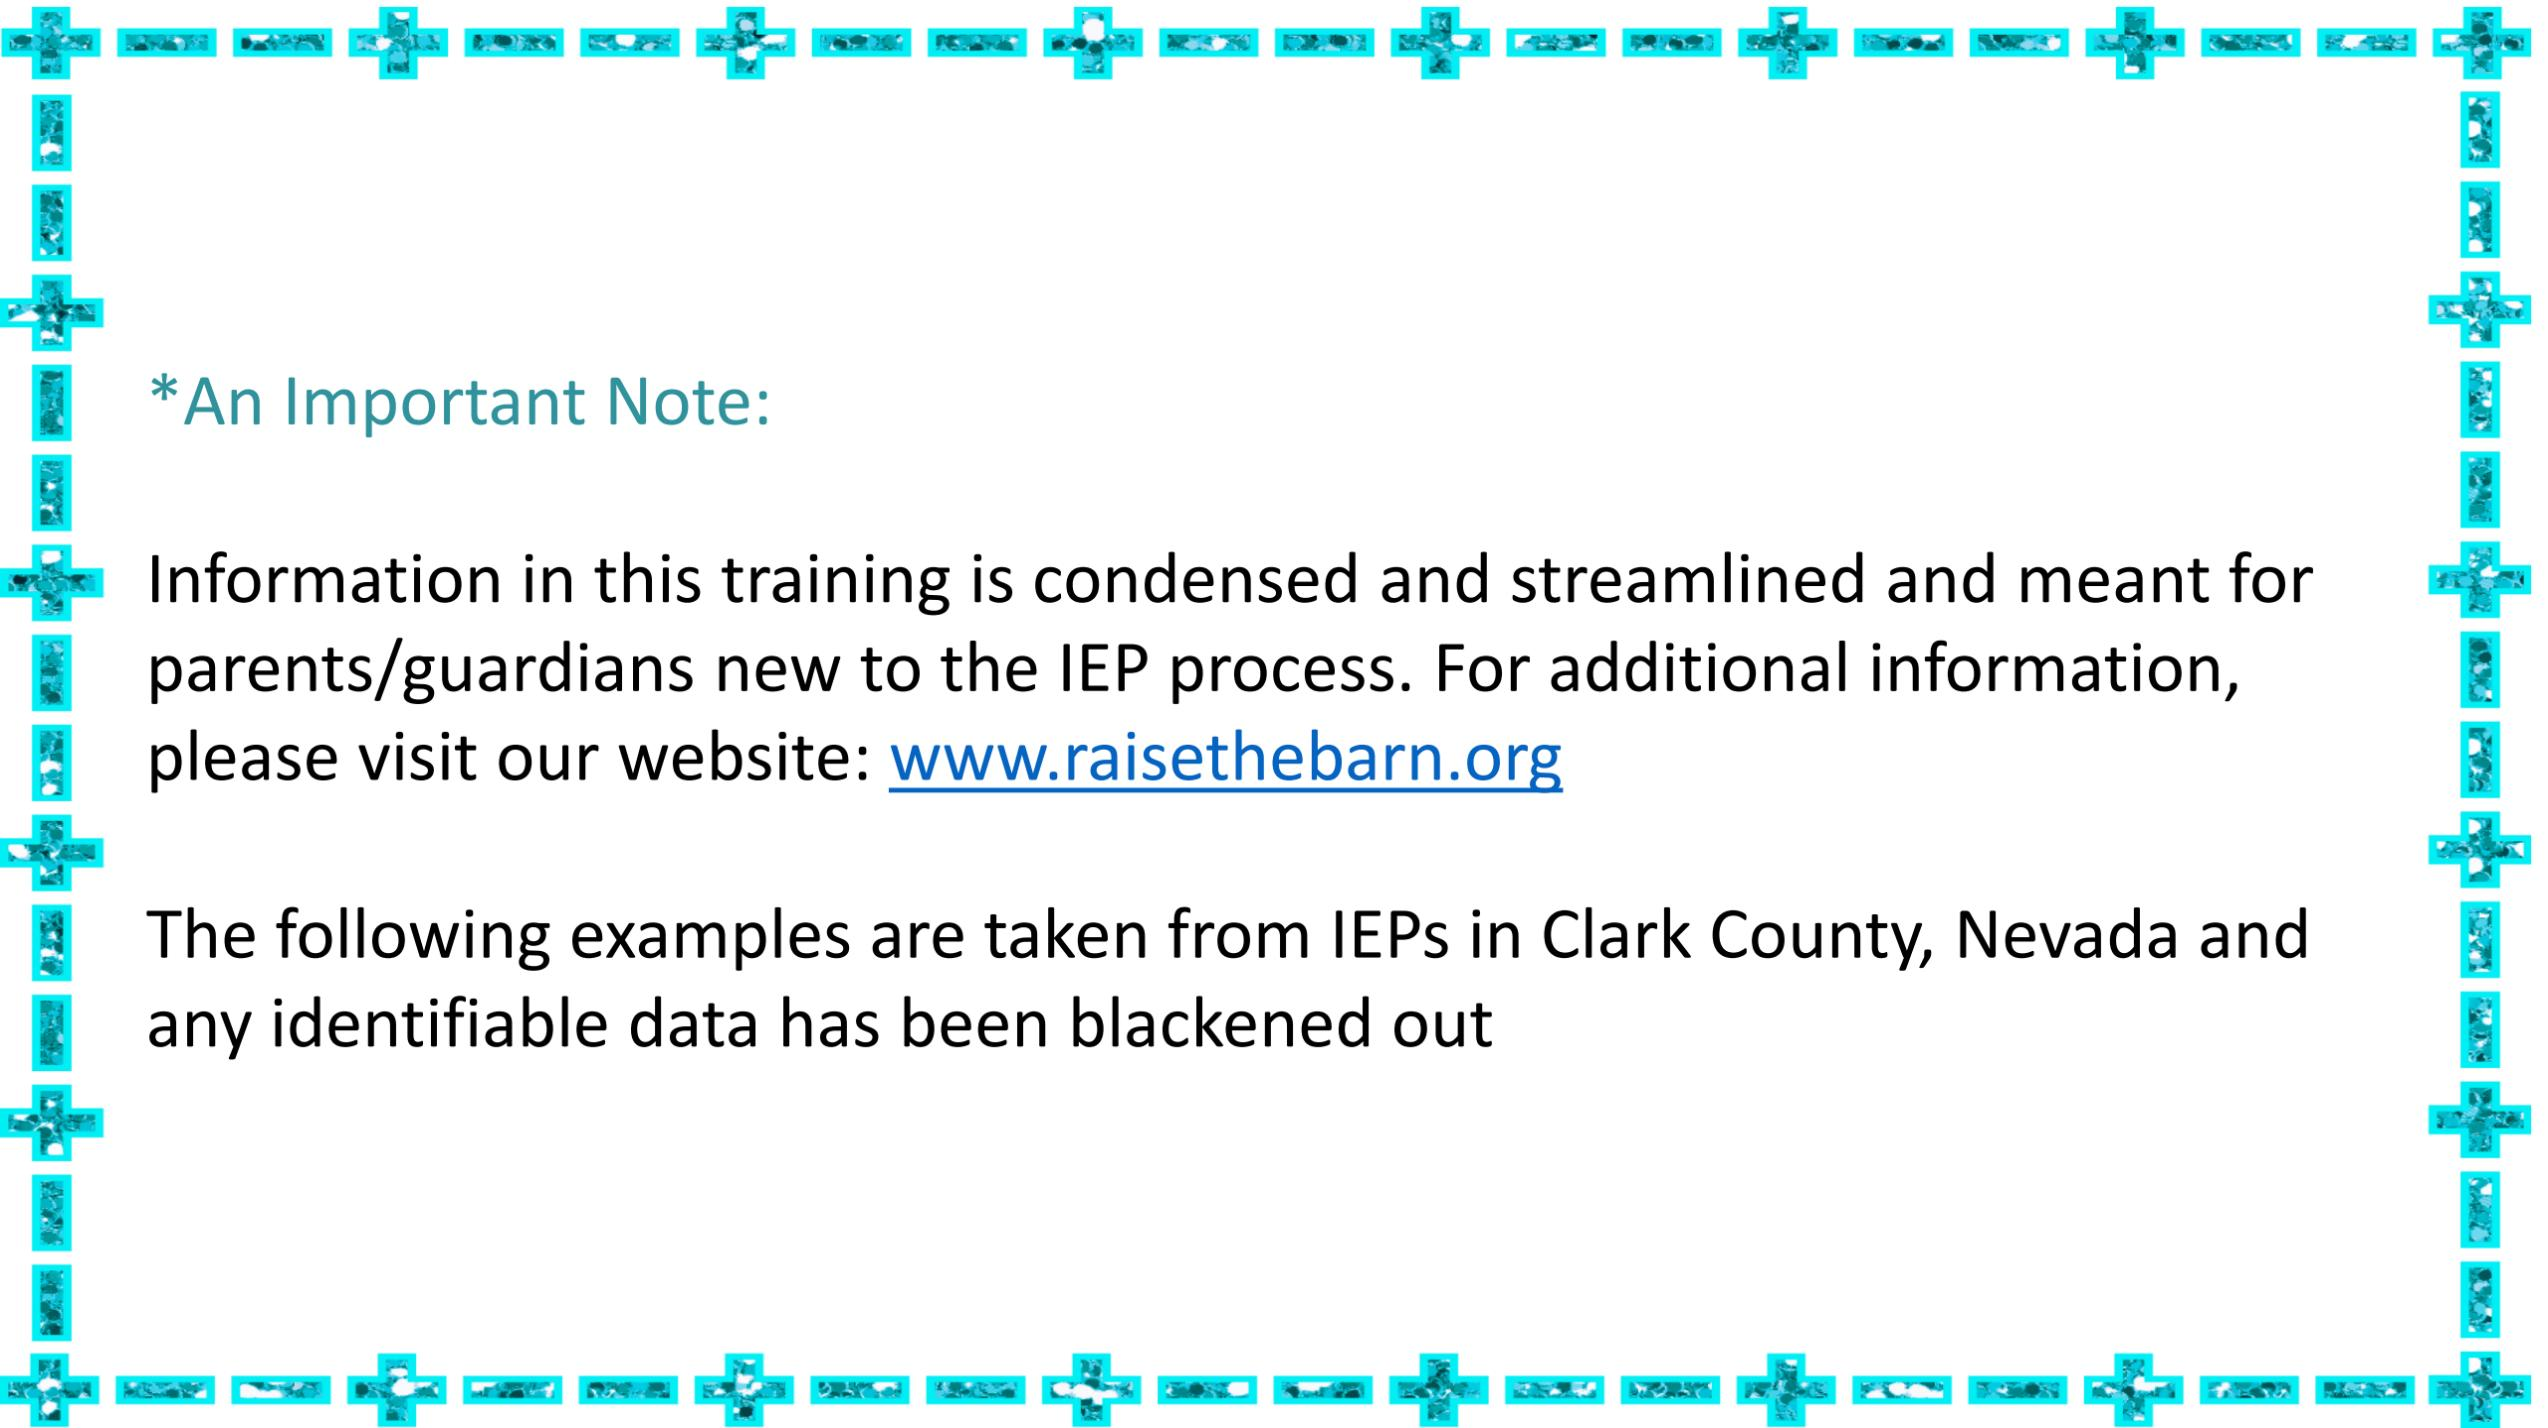 *An Important Note:
Information in this training is condensed and streamlined and meant for
parents/guardians new to the IEP process. For additional information,
please visit our website: www.raisethebarn.org
The following examples are taken from IEPs in Clark County, Nevada and
any identifiable data has been blackened out